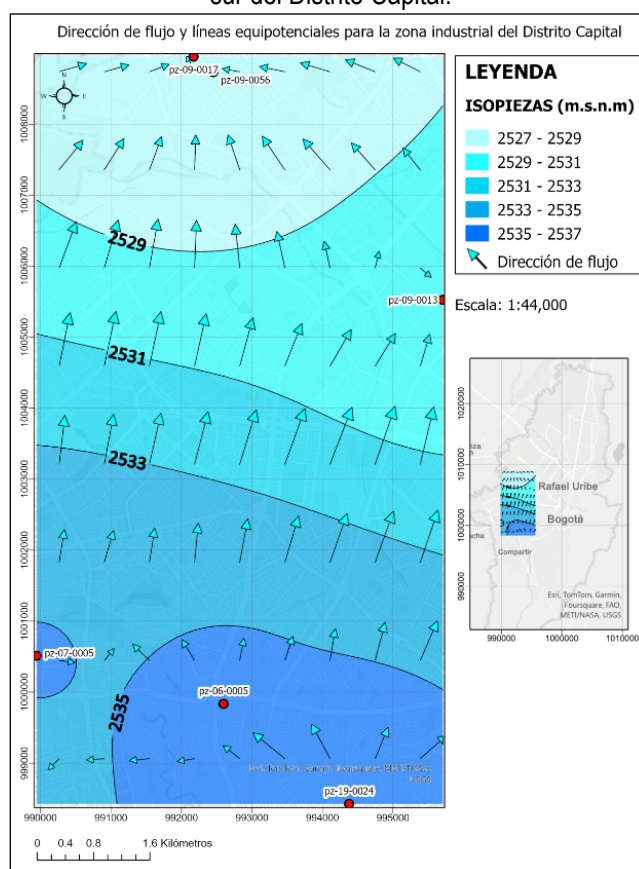 sur del Distrito Capital.
Dirección de flujo y líneas equipotenciales para la zona industrial del Distrito Capital
pz-09-0017
pz-09-0056
N
W E
S
1008000
1007000
2529
1006000
pz-09-0013
1005000
2531
1004000
2533
1003000
1002000
1001000
pz-07-0005
1000000
pz-06-0005
2535
999000
USGS
pz-19-0024
990000 991000 992000 993000 994000 995000
0 0.4 0.8 1.6 Kilómetros
LEYENDA
ISOPIEZAS (m.s.n.m)
2527 - 2529
2529 - 2531
2531 - 2533
2533 - 2535
2535 - 2537
Dirección de flujo
Escala: 1:44,000
1020000
1010000
1000000
990000
Rafael Uribe
Bogotá
Compartir
Esri, TomTom, Garmin,
Foursquare, FAO,
METI/NASA, USGS
990000 1000000 1010000